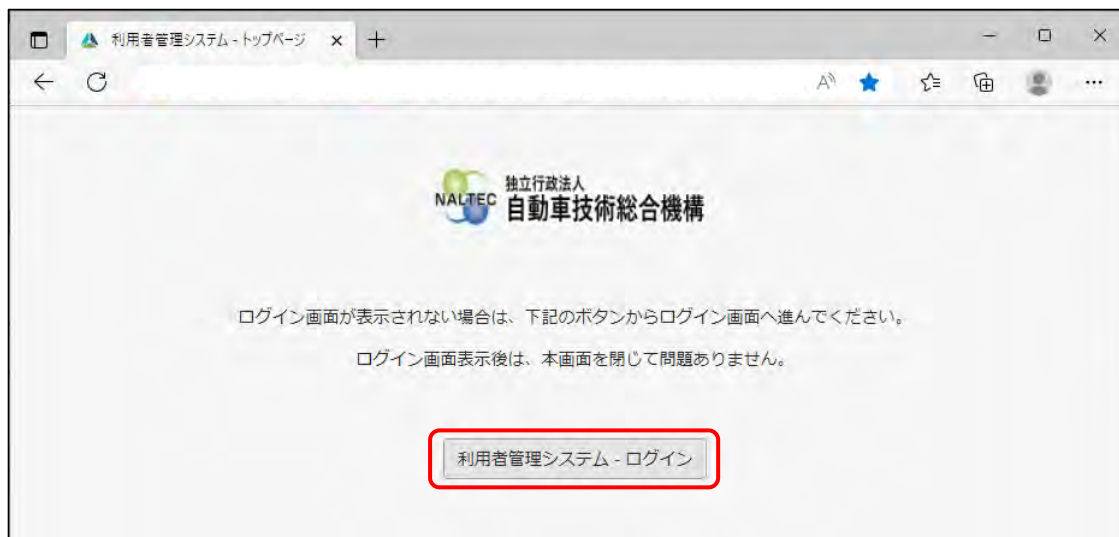 利用者管理システム - トップページ
NALTEC
独立行政法人
自動車技術総合機構
ログイン画面が表示されない場合は、下記のボタンからログイン画面へ進んでください。
ログイン画面表示後は、本画面を閉じて問題ありません。
利用者管理システム - ログイン